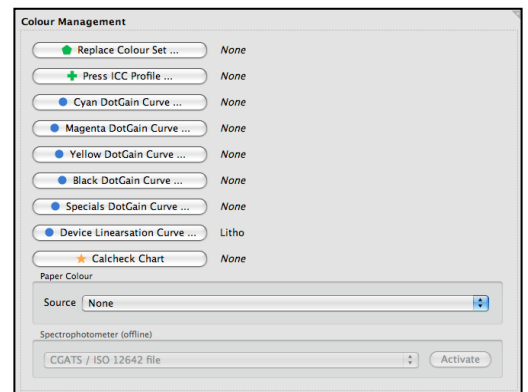 Colour Management
Replace Colour Set ... None
Press ICC Profile ... None
Cyan DotGain Curve ... None
Magenta DotGain Curve ... None
Yellow DotGain Curve ... None
Black DotGain Curve ... None
Specials DotGain Curve ... None
Device Linearsation Curve ... Litho
Calcheck Chart None
Paper Colour
Source None
Spectrophotometer (offline)
CGATS / ISO 12642 file Activate